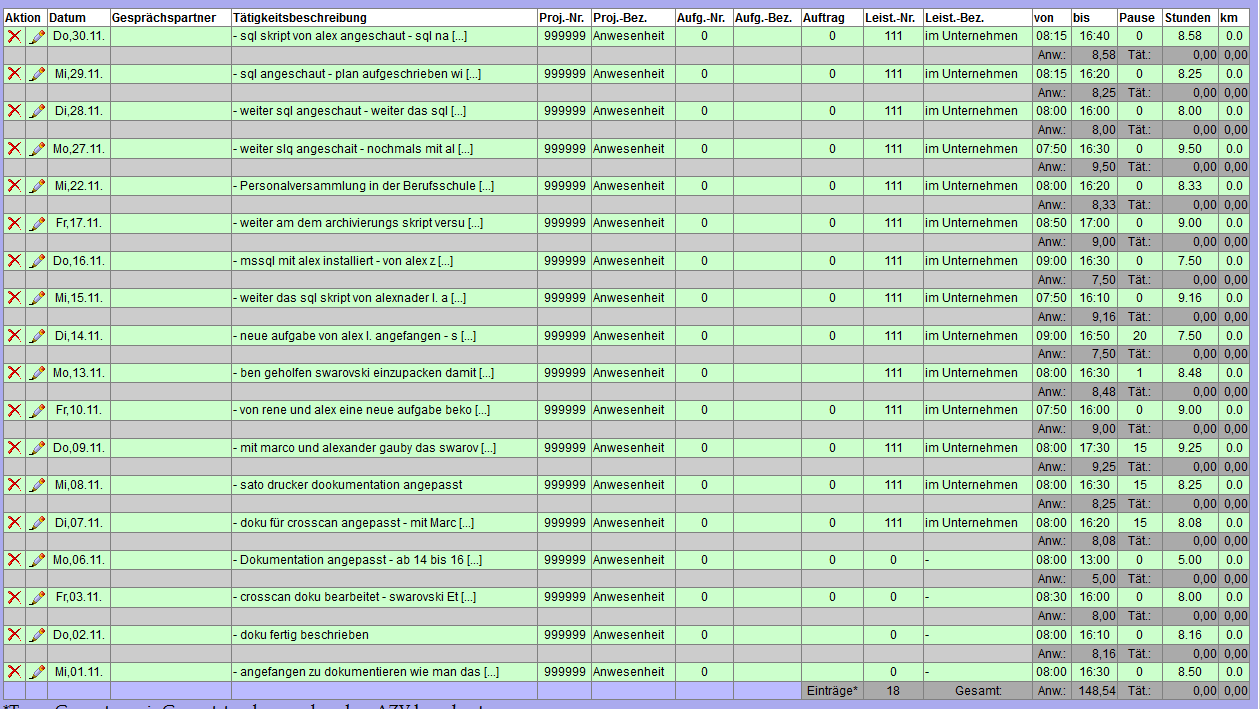 Aktion Datum Gesprächspartner Tätigkeitsbeschreibung Proj.-Nr. Proj.-Bez. Aufg.-Nr. Aufg.-Bez. Auftrag Leist.-Nr. Leist.-Bez. von bis Pause Stunden km
Do,30.11. - sql skript von alex angeschaut - sql na [...] 999999 Anwesenheit 0 0 111 im Unternehmen 08:15 16:40 0 8.58 0.0
Anw.: 8,58 Tät.: 0,00 0,00
Mi,29.11. - sql angeschaut - plan aufgeschrieben wi [...] 999999 Anwesenheit 0 0 111 im Unternehmen 08:15 16:20 0 8.25 0.0
Anw.: 8,25 Tät.: 0,00 0,00
Di,28.11. - weiter sql angeschaut - weiter das sql [...] 999999 Anwesenheit 0 0 111 im Unternehmen 08:00 16:00 0 8.00 0.0
Anw.: 8,00 Tät.: 0,00 0,00
Mo,27.11. - weiter slq angeschait - nochmals mit al [...] 999999 Anwesenheit 0 0 111 im Unternehmen 07:50 16:30 0 9.50 0.0
Anw.: 9,50 Tät.: 0,00 0,00
Mi,22.11. - Personalversammlung in der Berufsschule [...] 999999 Anwesenheit 0 0 111 im Unternehmen 08:00 16:20 0 8.33 0.0
Anw.: 8,33 Tät.: 0,00 0,00
Fr,17.11. - weiter am dem archivierungs skript versu [...] 999999 Anwesenheit 0 0 111 im Unternehmen 08:50 17:00 0 9.00 0.0
Anw.: 9,00 Tät.: 0,00 0,00
Do,16.11. - mssql mit alex installiert - von alex z [...] 999999 Anwesenheit 0 0 111 im Unternehmen 09:00 16:30 0 7.50 0.0
Anw.: 7,50 Tät.: 0,00 0,00
Mi,15.11. - weiter das sql skript von alexnader l. a [...] 999999 Anwesenheit 0 0 111 im Unternehmen 07:50 16:10 0 9.16 0.0
Anw.: 9,16 Tät.: 0,00 0,00
Di,14.11. - neue aufgabe von alex l. angefangen - s [...] 999999 Anwesenheit 0 0 111 im Unternehmen 09:00 16:50 20 7.50 0.0
Anw.: 7,50 Tät.: 0,00 0,00
Mo,13.11. - ben geholfen swarovski einzupacken damit [...] 999999 Anwesenheit 0 111 im Unternehmen 08:00 16:30 1 8.48 0.0
Anw.: 8,48 Tät.: 0,00 0,00
Fr,10.11. - von rene und alex eine neue aufgabe beko [...] 999999 Anwesenheit 0 0 111 im Unternehmen 07:50 16:00 0 9.00 0.0
Anw.: 9,00 Tät.: 0,00 0,00
Do,09.11. - mit marco und alexander gauby das swarov [...] 999999 Anwesenheit 0 0 111 im Unternehmen 08:00 17:30 15 9.25 0.0
Anw.: 9,25 Tät.: 0,00 0,00
Mi,08.11. - sato drucker dookumentation angepasst 999999 Anwesenheit 0 0 111 im Unternehmen 08:00 16:30 15 8.25 0.0
Anw.: 8,25 Tät.: 0,00 0,00
Di,07.11. - doku für crosscan angepasst - mit Marc [...] 999999 Anwesenheit 0 0 111 im Unternehmen 08:00 16:20 15 8.08 0.0
Anw.: 8,08 Tät.: 0,00 0,00
Mo,06.11. - Dokumentation angepasst - ab 14 bis 16 [...] 999999 Anwesenheit 0 0 0 - 08:00 13:00 0 5.00 0.0
Anw.: 5,00 Tät.: 0,00 0,00
Fr,03.11. - crosscan doku bearbeitet - swarovski Et [...] 999999 Anwesenheit 0 0 0 - 08:30 16:00 0 8.00 0.0
Anw.: 8,00 Tät.: 0,00 0,00
Do,02.11. - doku fertig beschrieben 999999 Anwesenheit 0 0 - 08:00 16:10 0 8.16 0.0
Anw.: 8,16 Tät.: 0,00 0,00
Mi,01.11. - angefangen zu dokumentieren wie man das [...] 999999 Anwesenheit 0 0 - 08:00 16:30 0 8.50 0.0
Einträge* 18 Gesamt: Anw.: 148,54 Tät.: 0,00 0,00